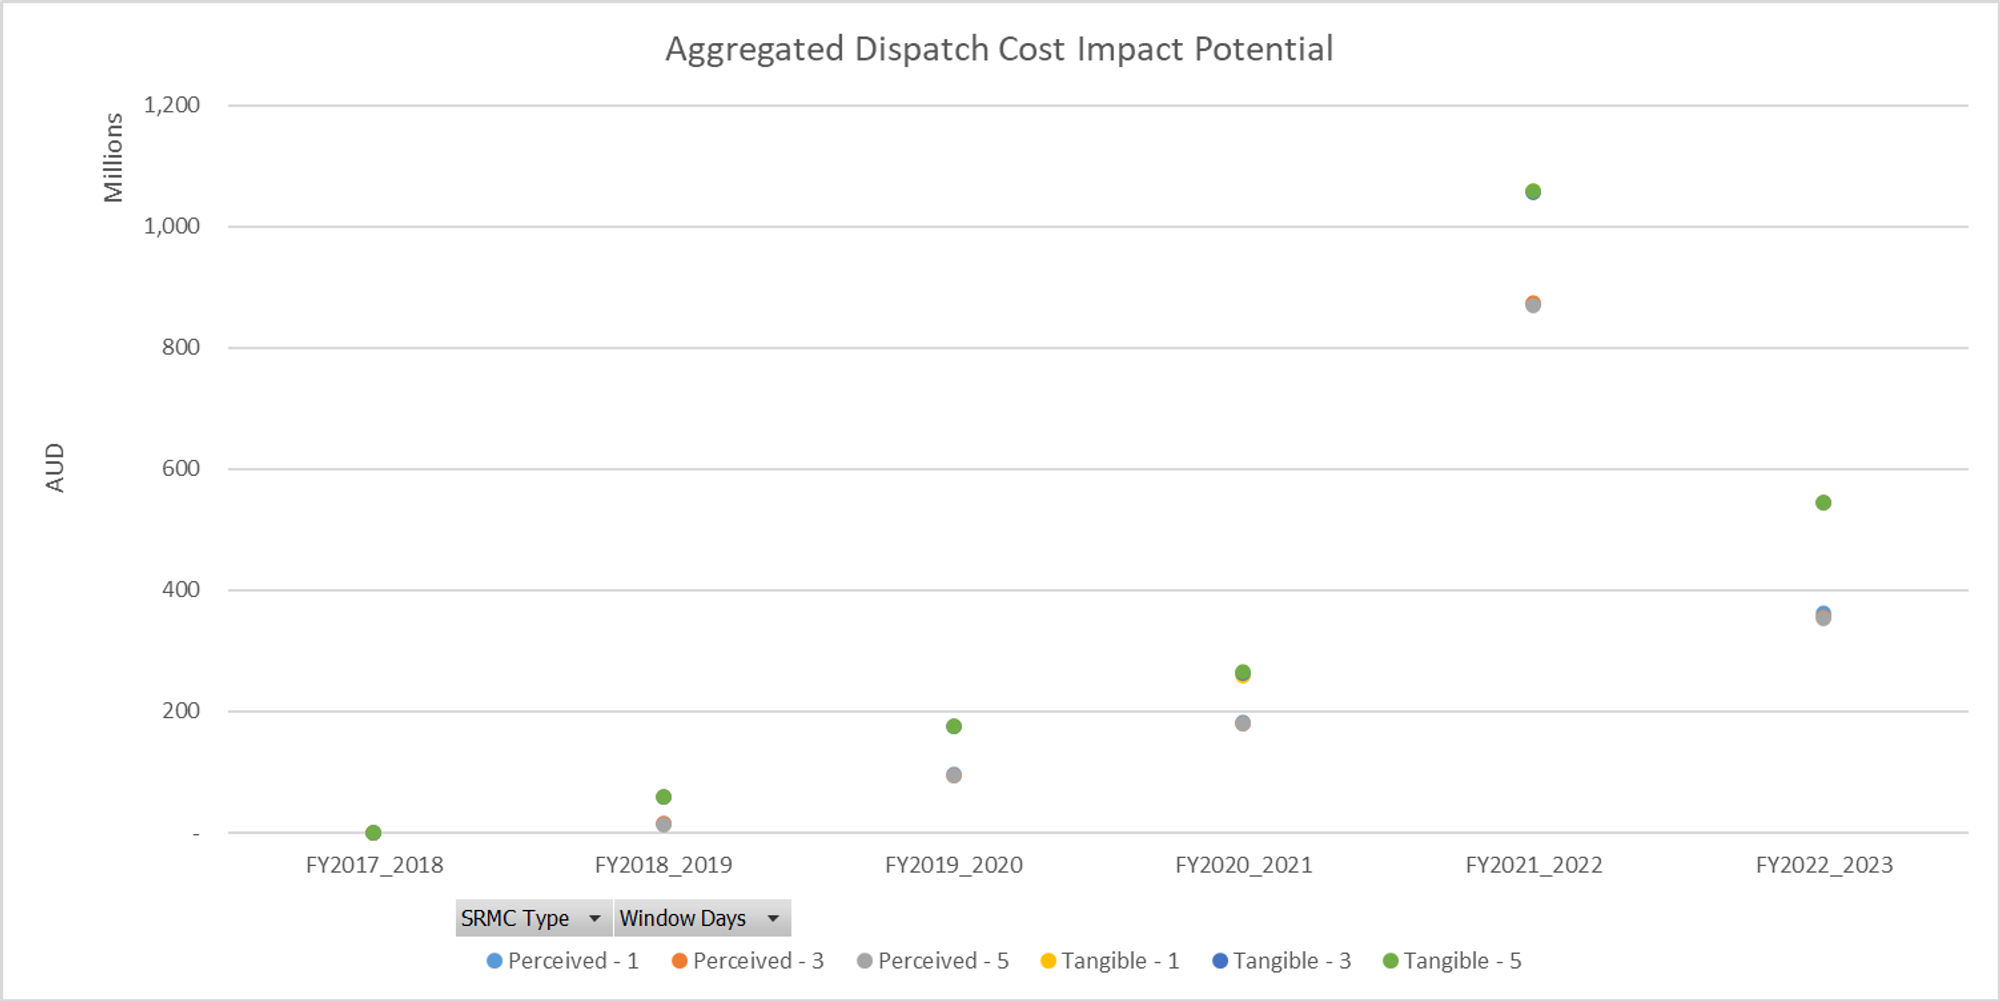 Aggregated Dispatch Cost Impact Potential
Millions
AUD
1,200
1,000
800
600
400
200
-
FY2017_2018 FY2018_2019 FY2019_2020 FY2020_2021 FY2021_2022 FY2022_2023
SRMC Type Window Days
Perceived - 1 Perceived - 3 Perceived - 5 Tangible - 1 Tangible - 3 Tangible - 5